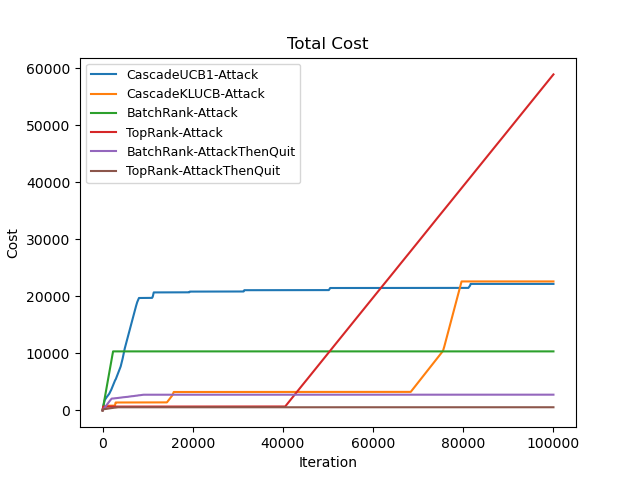 Total Cost
60000
50000
40000
30000
20000
10000
0
Cost
CascadeUCB1-Attack
CascadeKLUCB-Attack
BatchRank-Attack
TopRank-Attack
BatchRank-AttackThenQuit
TopRank-AttackThenQuit
0 20000 40000 60000 80000 100000
Iteration